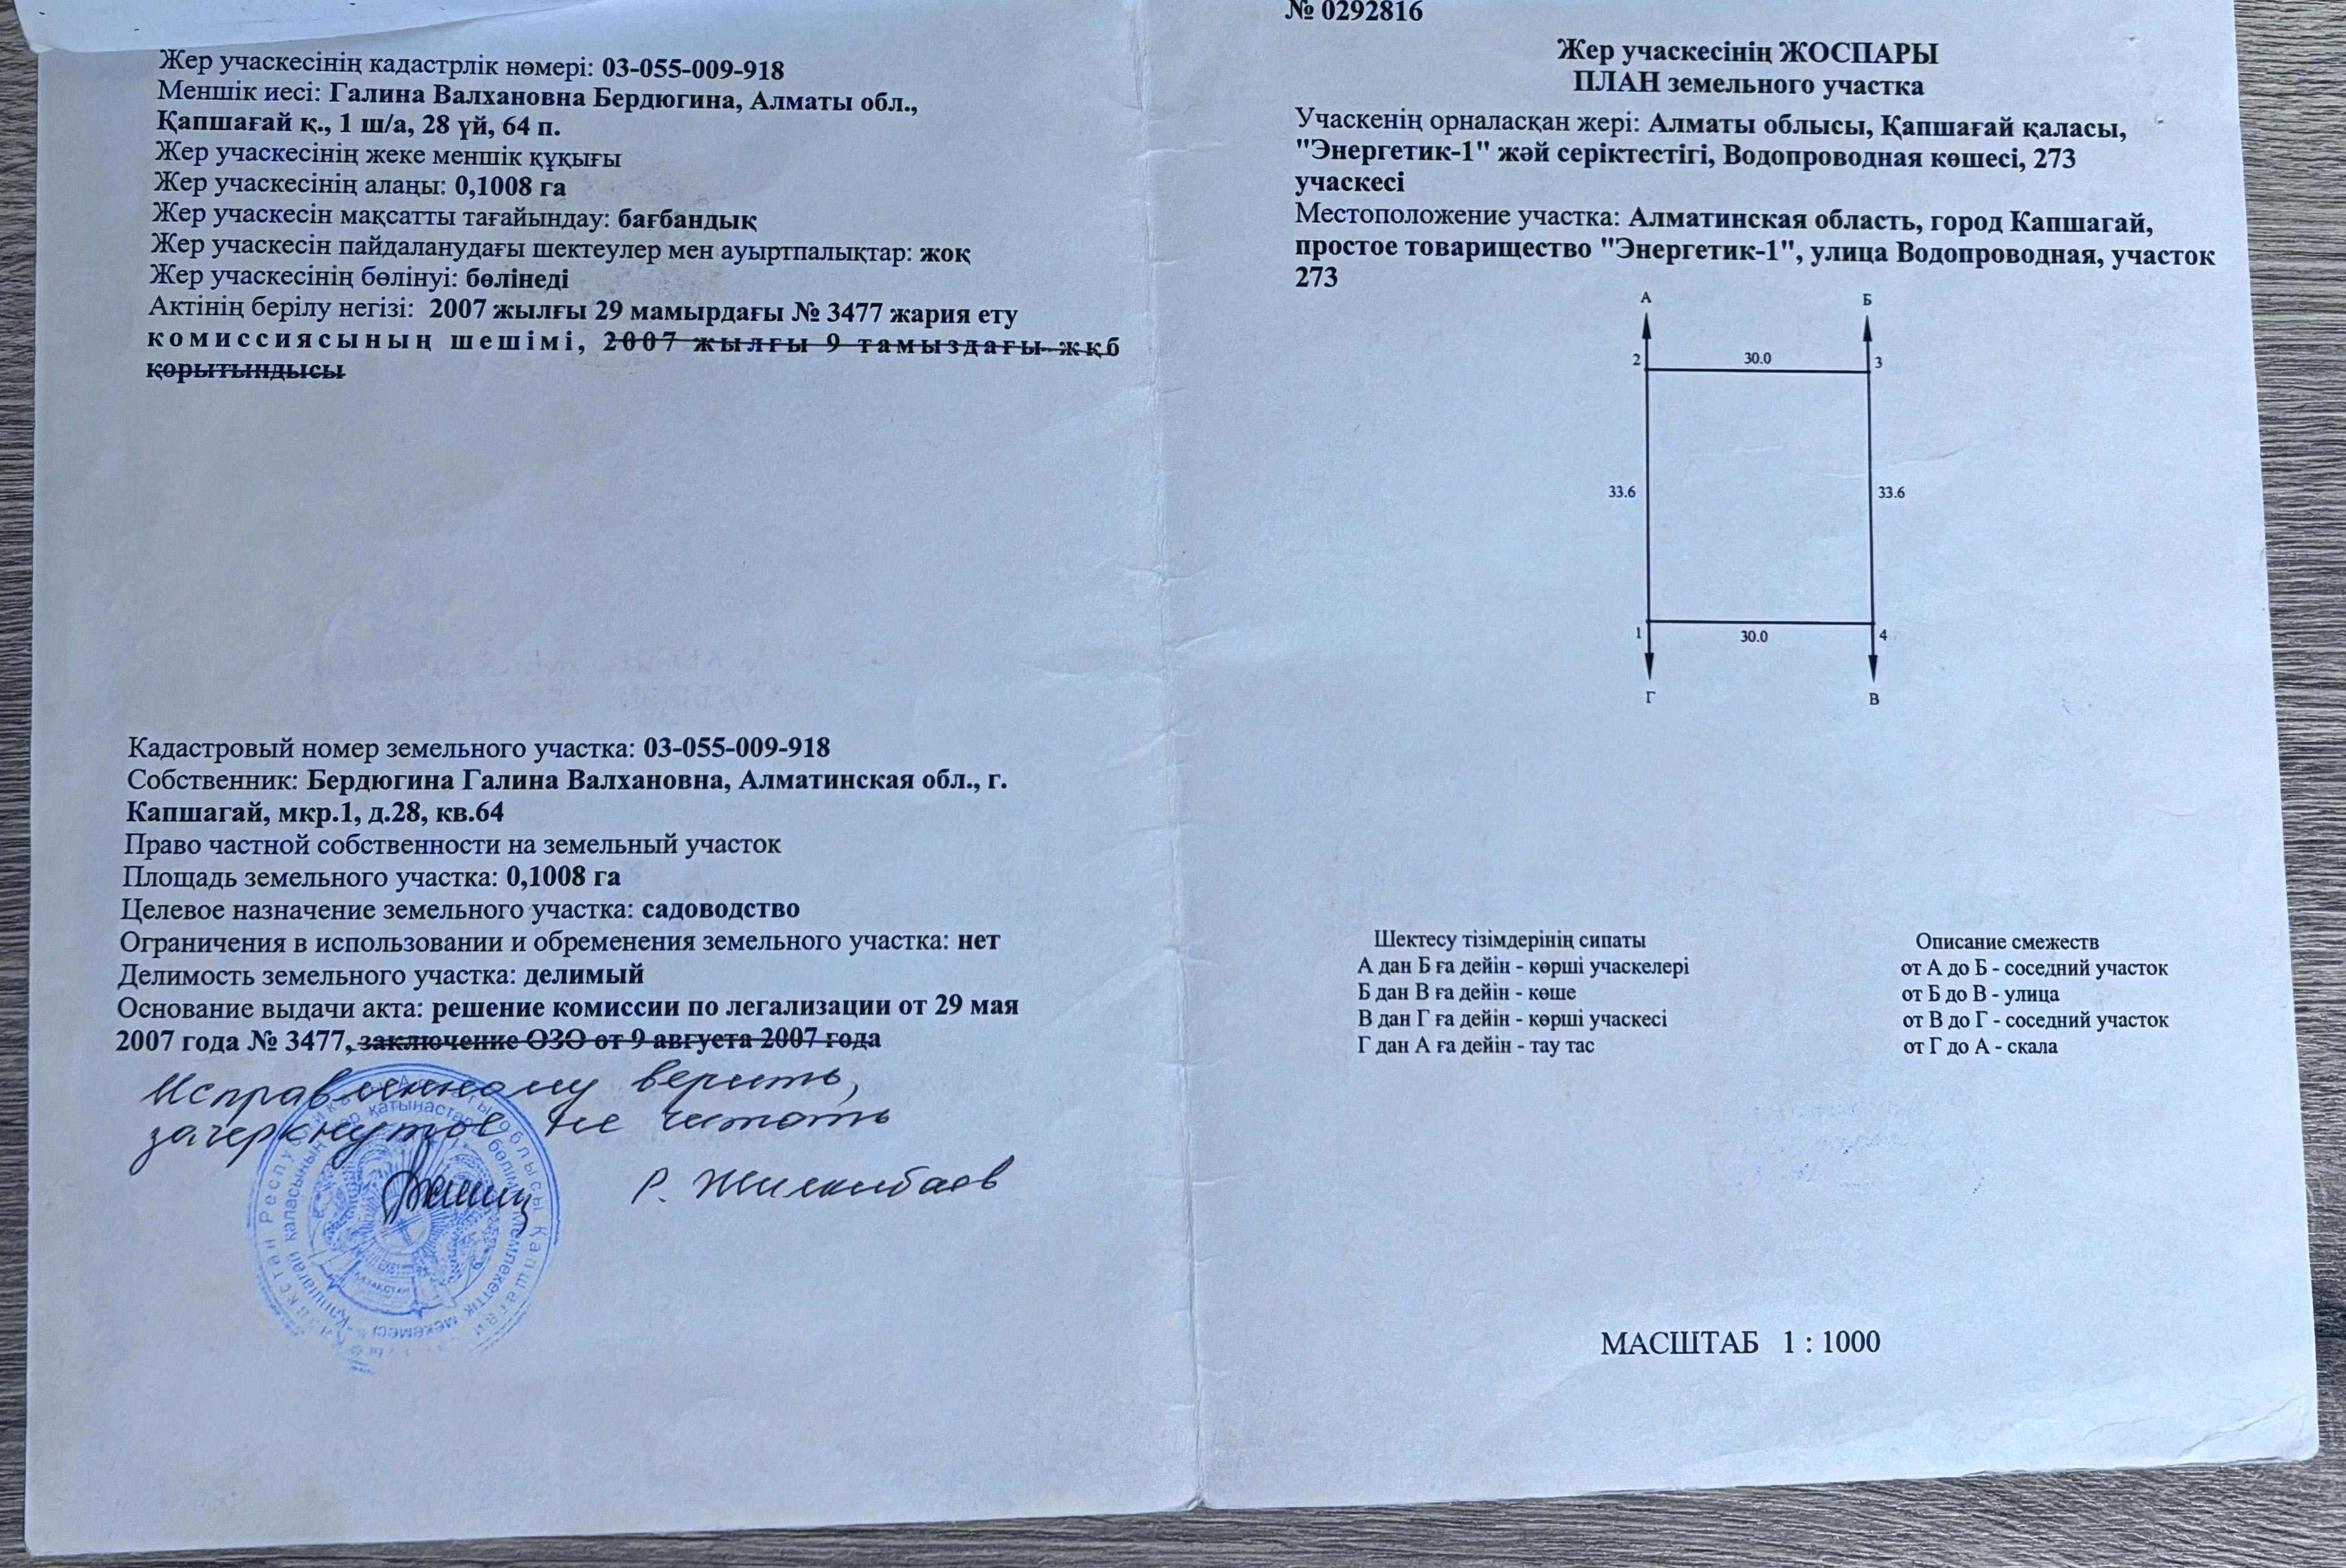 Жер учаскесінің кадастрлік нөмері: 03-055-009-918
Меншік иесі: Галина Валхановна Бердюгина, Алматы обл.,
Қапшағай қ., 1 ш/а, 28 үй, 64 п.
Жер учаскесінің жеке меншік құқығы
Жер учаскесінің алаңы: 0,1008 га
Жер учаскесін мақсатты тағайындау: бағбандық
Жер учаскесін пайдаланудағы шектеулер мен ауыртпалықтар: жоқ
Жер учаскесінің бөлінуі: бөлінеді
Актінің берілу негізі: 2007 жылғы 29 мамырдағы № 3477 жария ету
комиссиясының шешімі, 2007 жылғы 9 тамыздағы жқб
қорытындысы
Кадастровый номер земельного участка: 03-055-009-918
Собственник: Бердюгина Галина Валхановна, Алматинская обл., г.
Капшагай, мкр.1, д.28, кв.64
Право частной собственности на земельный участок
Площадь земельного участка: 0,1008 га
Целевое назначение земельного участка: садоводство
Ограничения в использовании и обременения земельного участка: нет
Делимость земельного участка: делимый
Основание выдачи акта: решение комиссии по легализации от 29 мая
2007 года № 3477, заключение ОЗО от 9 августа 2007 года
Исправленному верить,
зачеркнутое не читать
Р. Жилкибаев
ҚАЗАҚСТАН
№ 0292816
Жер учаскесінің ЖОСПАРЫ
ПЛАН земельного участка
Учаскенің орналасқан жері: Алматы облысы, Қапшағай қаласы,
"Энергетик-1" жәй серіктестігі, Водопроводная көшесі, 273
учаскесі
Местоположение участка: Алматинская область, город Капшагай,
простое товарищество "Энергетик-1", улица Водопроводная, участок
273
А Б
2 30.0 3
33.6 33.6
1 30.0 4
Г В
Шектесу тізімдерінің сипаты
А дан Б ға дейін - көрші учаскелері
Б дан В ға дейін - көше
В дан Г ға дейін - көрші учаскесі
Г дан А ға дейін - тау тас
Описание смежеств
от А до Б - соседний участок
от Б до В - улица
от В до Г - соседний участок
от Г до А - скала
МАСШТАБ 1 : 1000